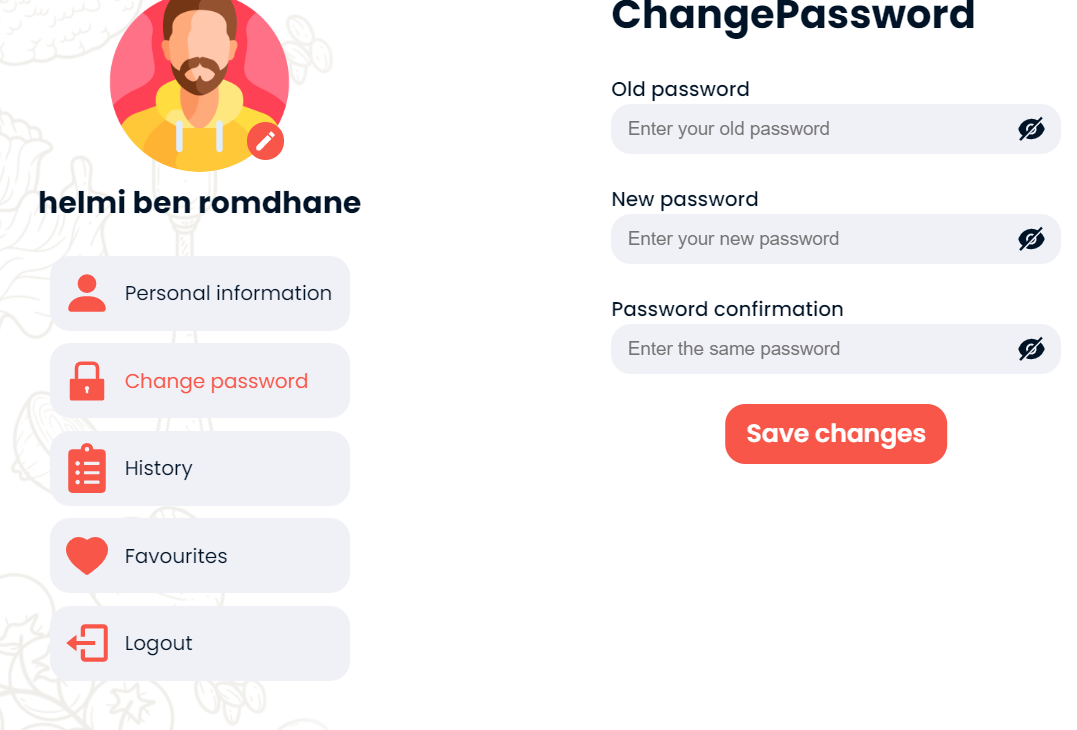 helmi ben romdhane
Personal information
Change password
History
Favourites
Logout
ChangePassword
Old password
Enter your old password
New password
Enter your new password
Password confirmation
Enter the same password
Save changes